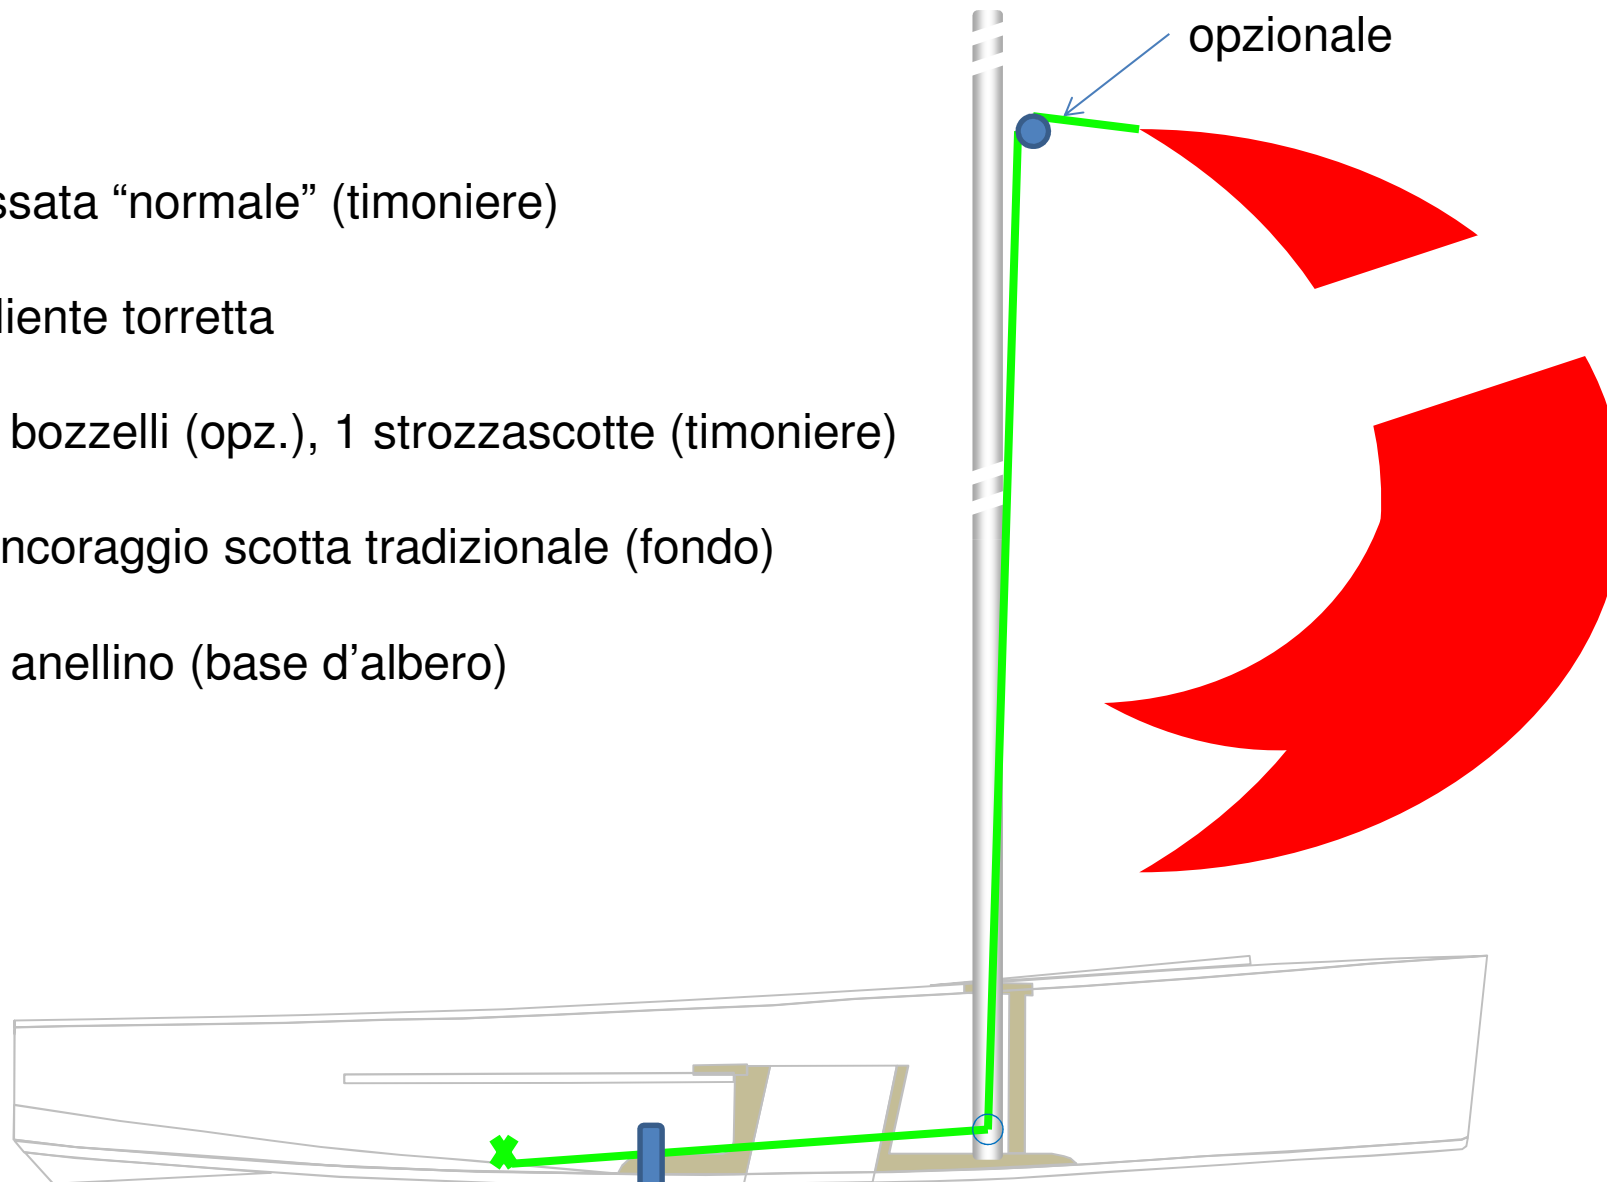 opzionale
ssata “normale” (timoniere)
liente torretta
bozzelli (opz.), 1 strozzascotte (timoniere)
ncoraggio scotta tradizionale (fondo)
anellino (base d’albero)